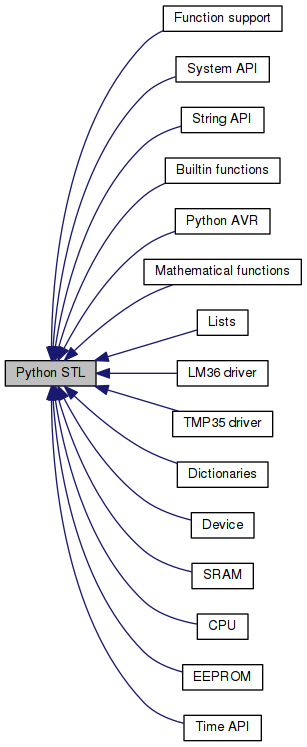 Function support
System API
String API
Builtin functions
Python AVR
Mathematical functions
Lists
Python STL
LM36 driver
TMP35 driver
Dictionaries
Device
SRAM
CPU
EEPROM
Time API